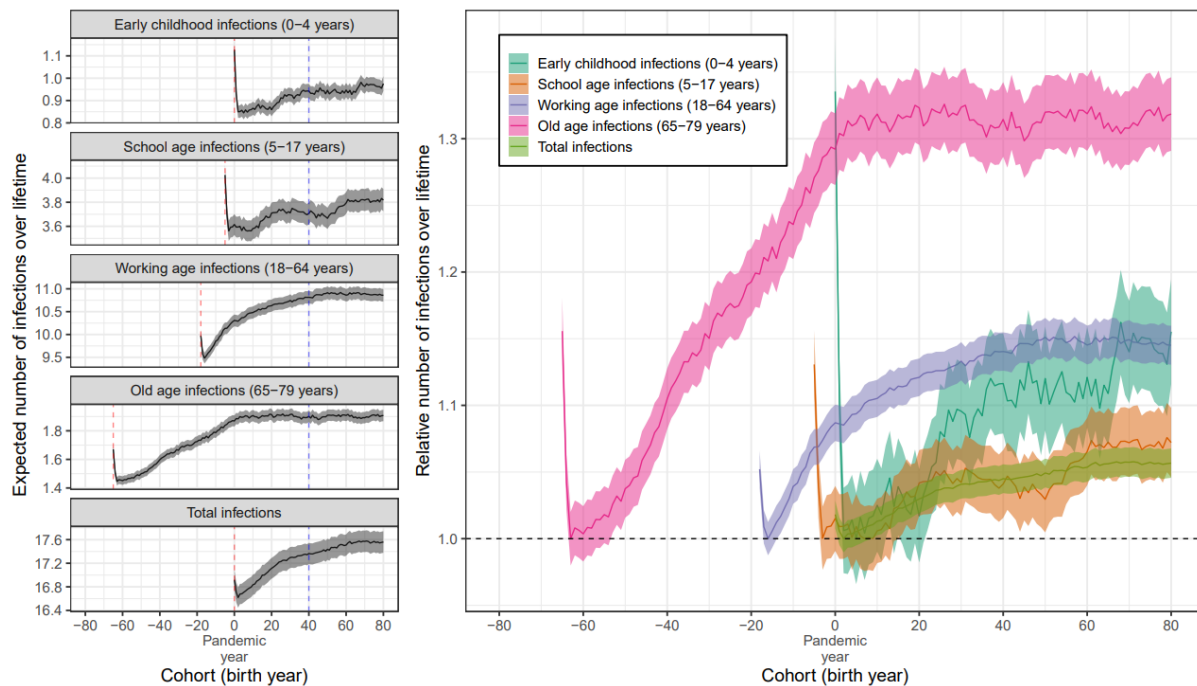 Expected number of infections over lifetime
Early childhood infections (0−4 years)
1.1
1.0
0.9
0.8
School age infections (5−17 years)
4.0
3.6
Working age infections (18−64 years)
11.0
10.5
10.0
9.5
Old age infections (65−79 years)
1.8
1.6
1.4
Total infections
17.6
17.2
16.8
16.4
−80 −60 −40 −20 0 20 40 60 80
Pandemic
year
Cohort (birth year)
Relative number of infections over lifetime
Early childhood infections (0−4 years)
School age infections (5−17 years)
Working age infections (18−64 years)
Old age infections (65−79 years)
Total infections
1.3
1.2
1.1
1.0
−80 −60 −40 −20 0 20 40 60 80
Pandemic
year
Cohort (birth year)